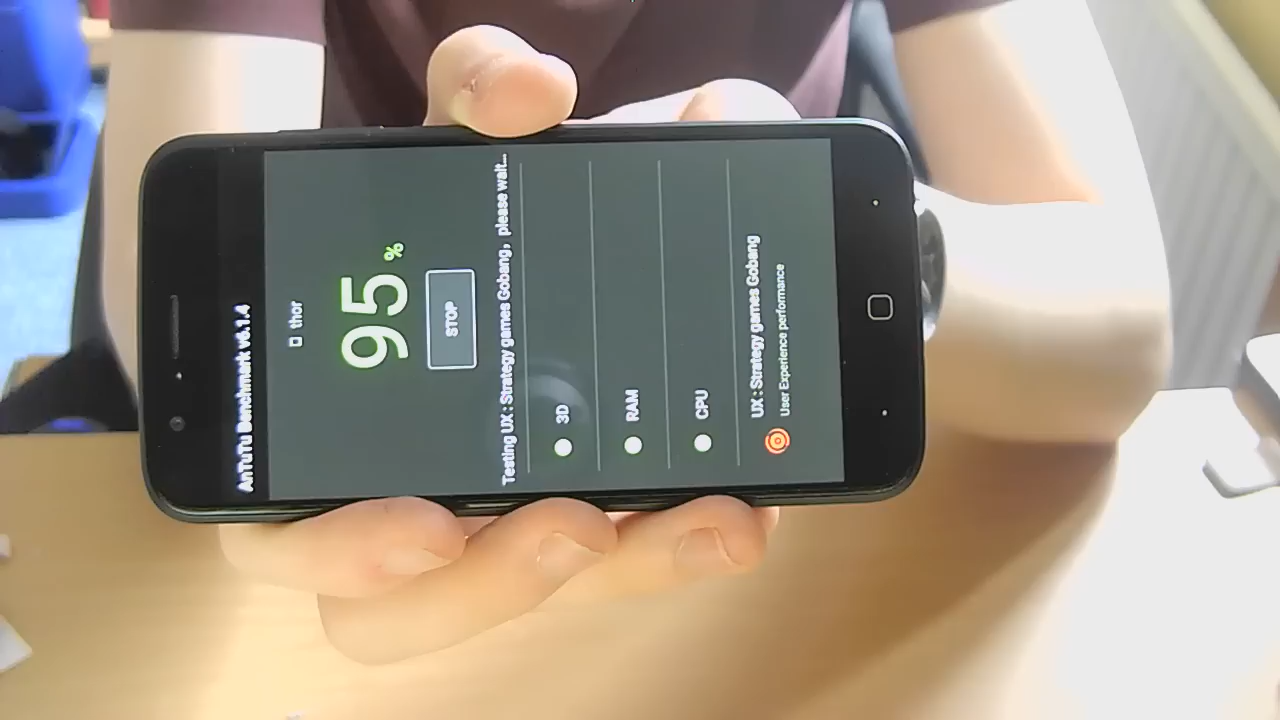 AnTuTu Benchmark v6.1.4
thor
95%
STOP
Testing UX : Strategy games Gobang, please wait...
3D
RAM
CPU
UX : Strategy games Gobang
User Experience performance